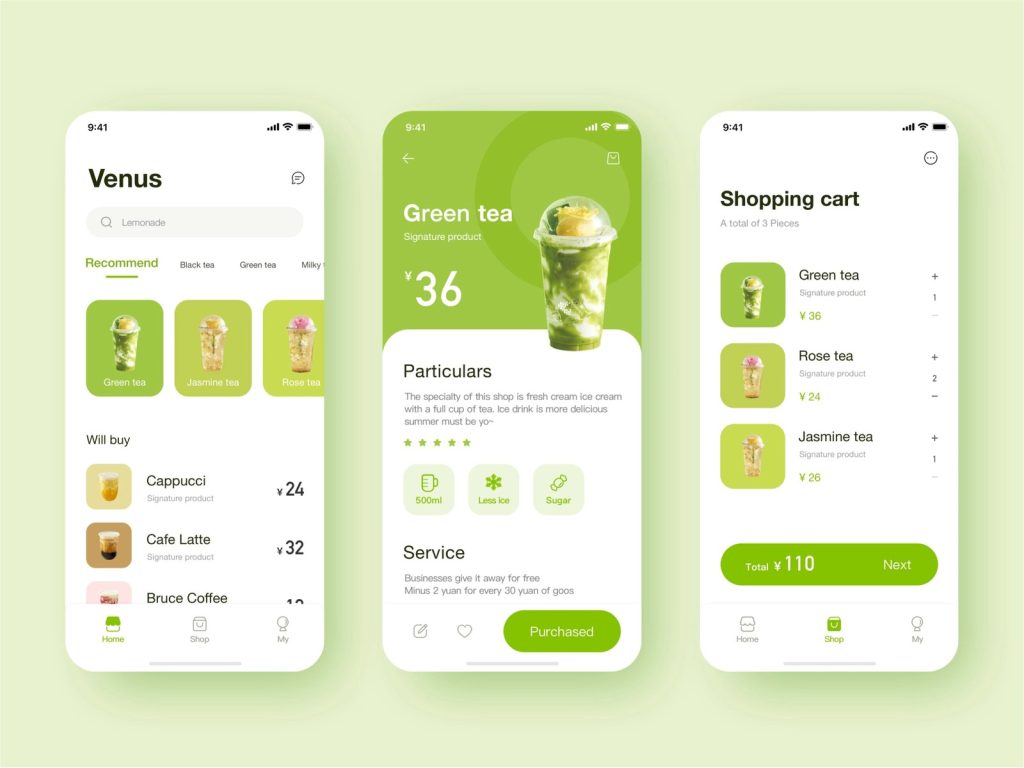 9:41
Venus
Lemonade
Recommend Black tea Green tea Milky
Green tea Jasmine tea Rose tea
Will buy
Cappucci
Signature product
¥ 24
Cafe Latte
Signature product
¥ 32
Bruce Coffee
Home Shop My
9:41
Green tea
Signature product
¥ 36
Particulars
The specialty of this shop is fresh cream ice cream
with a full cup of tea. Ice drink is more delicious
summer must be yo~
500ml Less ice Sugar
Service
Businesses give it away for free
Minus 2 yuan for every 30 yuan of goos
Purchased
9:41
Shopping cart
A total of 3 Pieces
Green tea
Signature product
¥ 36
+
1
−
Rose tea
Signature product
¥ 24
+
2
−
Jasmine tea
Signature product
¥ 26
+
1
−
Total ¥ 110 Next
Home Shop My